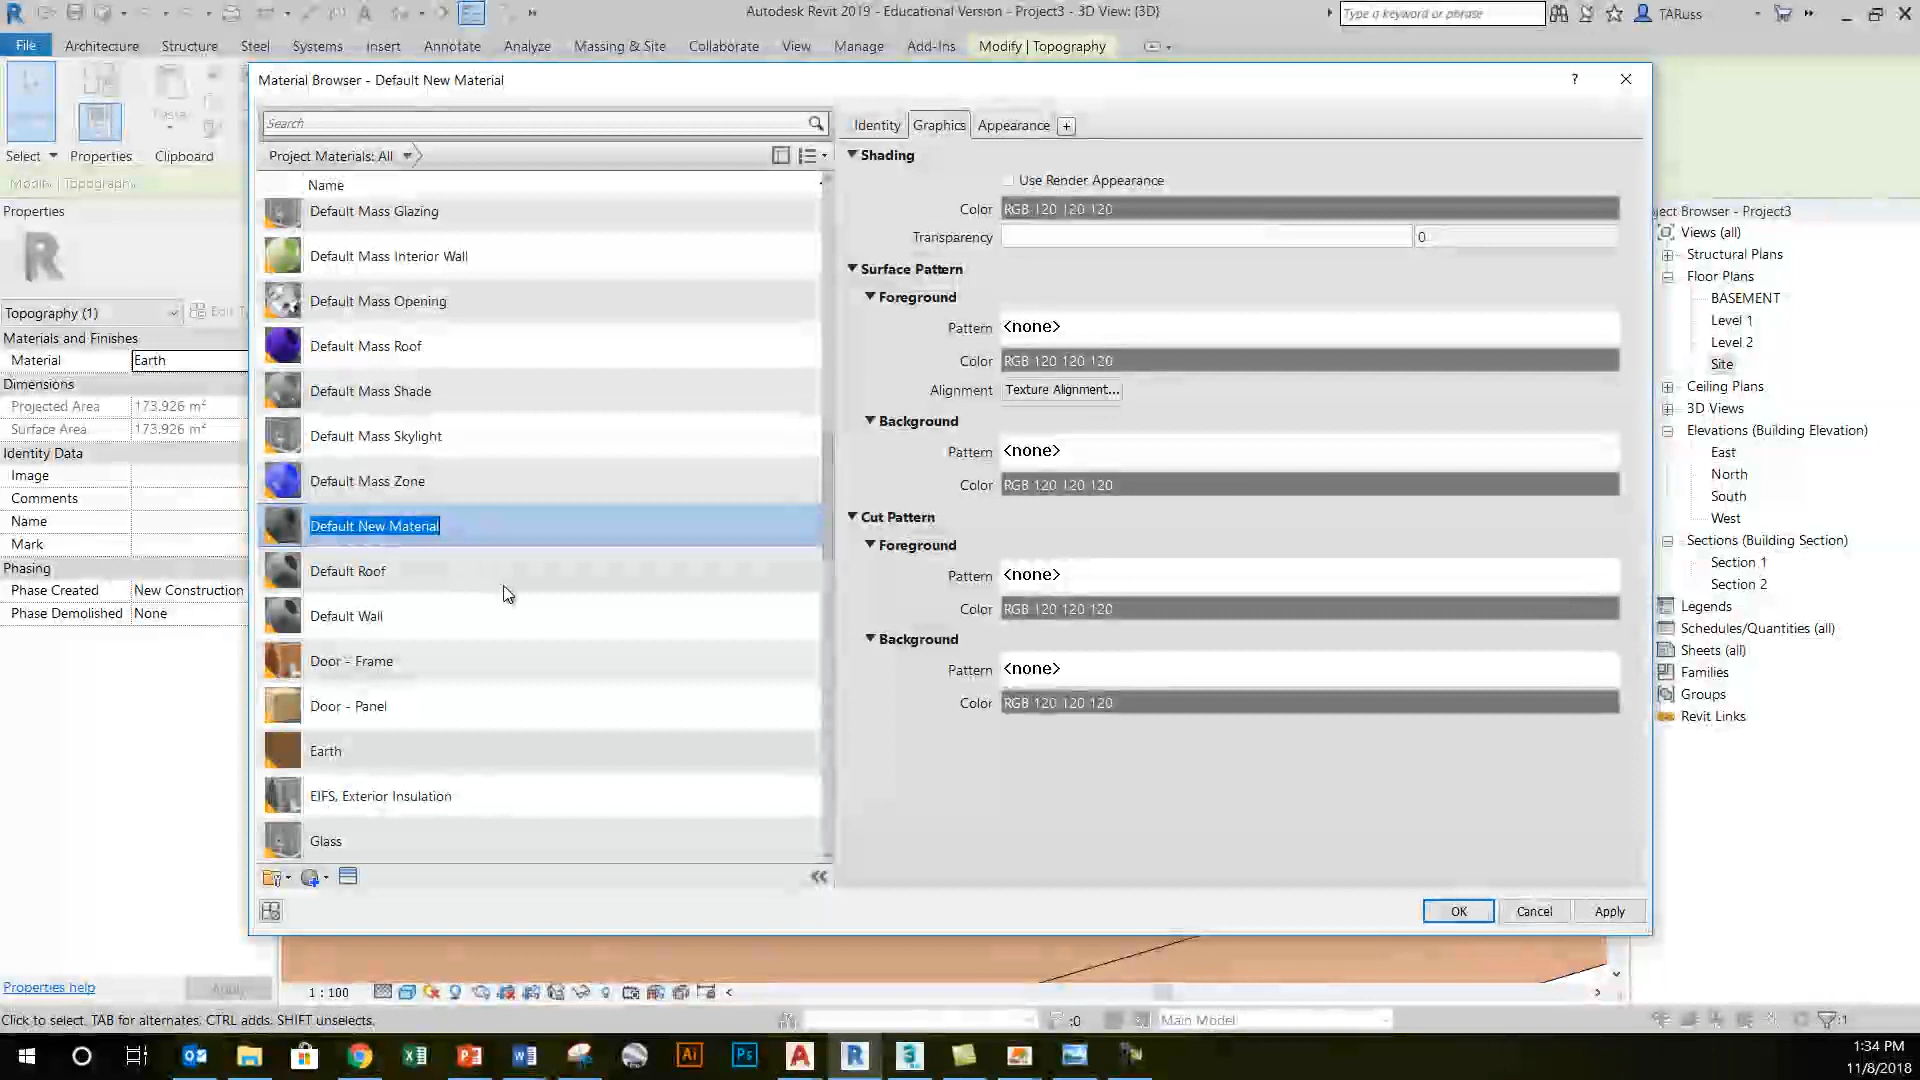 Autodesk Revit 2019 - Educational Version - Project3 - 3D View: {3D}
Type a keyword or phrase
TARuss
File
Architecture
Structure
Steel
Systems
Insert
Annotate
Analyze
Massing & Site
Collaborate
View
Manage
Add-Ins
Modify | Topography
Select
Properties
Clipboard
Modify | Topography
Properties
Topography (1)
Materials and Finishes
Material Earth
Dimensions
Projected Area 173.926 m²
Surface Area 173.926 m²
Identity Data
Image
Comments
Name
Mark
Phasing
Phase Created New Construction
Phase Demolished None
Properties help
Apply
Material Browser - Default New Material
?
Search
Project Materials: All
Name
Default Mass Glazing
Default Mass Interior Wall
Default Mass Opening
Default Mass Roof
Default Mass Shade
Default Mass Skylight
Default Mass Zone
Default New Material
Default Roof
Default Wall
Door - Frame
Door - Panel
Earth
EIFS, Exterior Insulation
Glass
Identity
Graphics
Appearance
Shading
Use Render Appearance
Color RGB 120 120 120
Transparency 0
Surface Pattern
Foreground
Pattern <none>
Color RGB 120 120 120
Alignment Texture Alignment...
Background
Pattern <none>
Color RGB 120 120 120
Cut Pattern
Foreground
Pattern <none>
Color RGB 120 120 120
Background
Pattern <none>
Color RGB 120 120 120
OK
Cancel
Apply
ject Browser - Project3
Views (all)
Structural Plans
Floor Plans
BASEMENT
Level 1
Level 2
Site
Ceiling Plans
3D Views
Elevations (Building Elevation)
East
North
South
West
Sections (Building Section)
Section 1
Section 2
Legends
Schedules/Quantities (all)
Sheets (all)
Families
Groups
Revit Links
1 : 100
Click to select, TAB for alternates, CTRL adds, SHIFT unselects.
:0
Main Model
:1
1:34 PM
11/8/2018